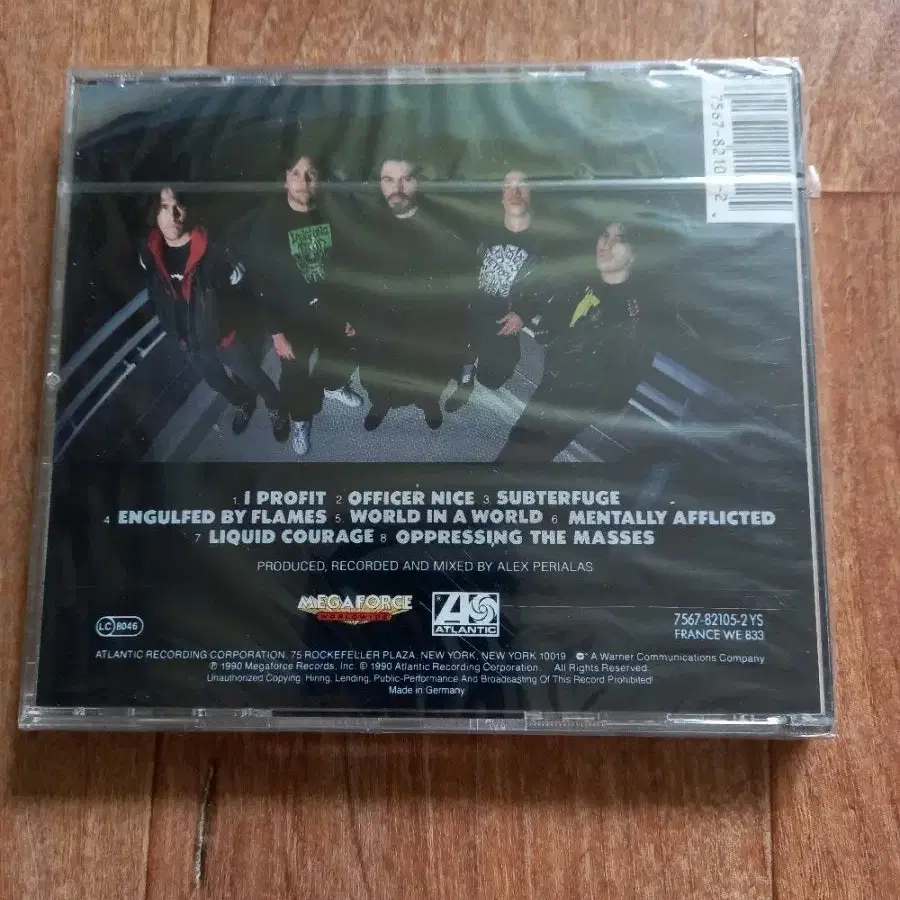 7567-8210 -2
1 I PROFIT 2 OFFICER NICE 3 SUBTERFUGE
4 ENGULFED BY FLAMES 5 WORLD IN A WORLD 6 MENTALLY AFFLICTED
7 LIQUID COURAGE 8 OPPRESSING THE MASSES
PRODUCED, RECORDED AND MIXED BY ALEX PERIALAS
MEGAFORCE
WORLDWIDE
ATLANTIC
LC 8046
7567-82105-2 YS
FRANCE WE 833
ATLANTIC RECORDING CORPORATION, 75 ROCKEFELLER PLAZA, NEW YORK, NEW YORK 10019 ® A Warner Communications Company
℗ 1990 Megaforce Records, Inc. © 1990 Atlantic Recording Corporation. All Rights Reserved.
Unauthorized Copying, Hiring, Lending, Public-Performance And Broadcasting Of This Record Prohibited!
Made in Germany